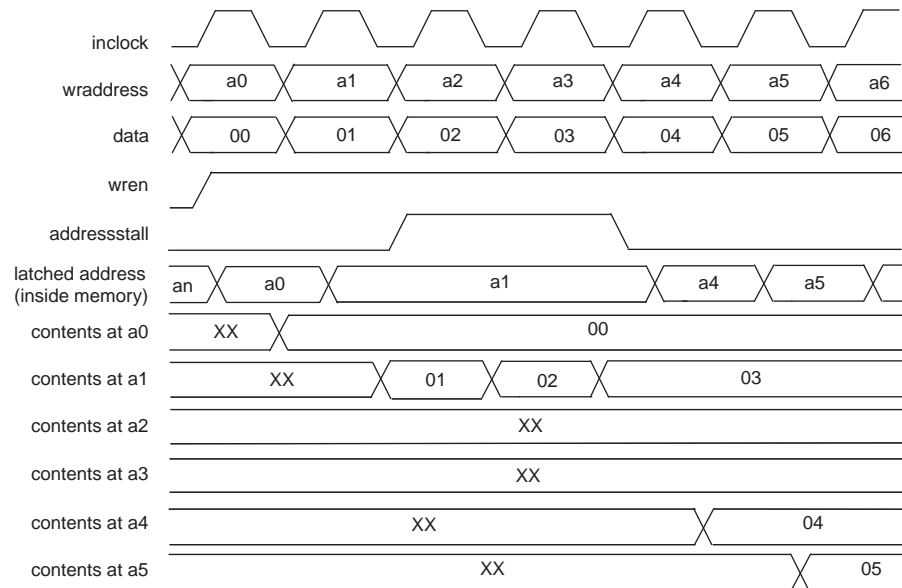 inclock
wraddress a0 a1 a2 a3 a4 a5 a6
data 00 01 02 03 04 05 06
wren
addressstall
latched address
(inside memory) an a0 a1 a4 a5
contents at a0 XX 00
contents at a1 XX 01 02 03
contents at a2 XX
contents at a3 XX
contents at a4 XX 04
contents at a5 XX 05